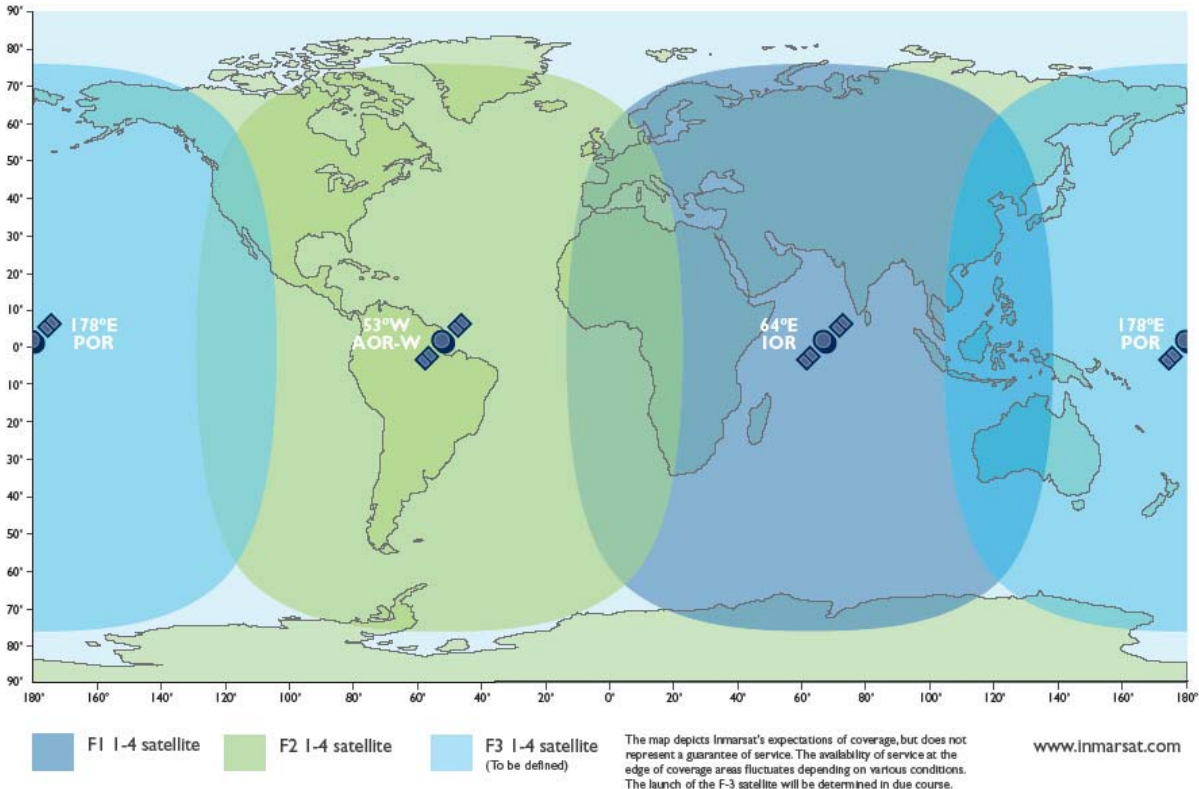 90°
80°
70°
60°
50°
40°
30°
20°
10°
0°
10°
20°
30°
40°
50°
60°
70°
80°
90°
178°E
POR
53°W
AOR-W
64°E
IOR
178°E
POR
180° 160° 140° 120° 100° 80° 60° 40° 20° 0° 20° 40° 60° 80° 100° 120° 140° 160° 180°
F1 1-4 satellite
F2 1-4 satellite
F3 1-4 satellite
(To be defined)
The map depicts Inmarsat's expectations of coverage, but does not
represent a guarantee of service. The availability of service at the
edge of coverage areas fluctuates depending on various conditions.
The launch of the F-3 satellite will be determined in due course.
www.inmarsat.com